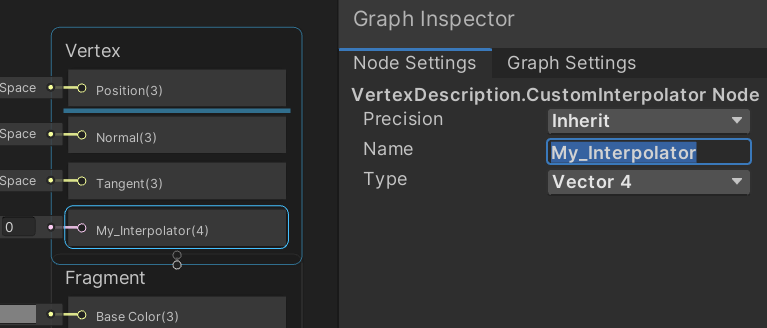 Vertex
Space
Position(3)
Space
Normal(3)
Space
Tangent(3)
0
My_Interpolator(4)
Fragment
Base Color(3)
Graph Inspector
Node Settings
Graph Settings
VertexDescription.CustomInterpolator Node
Precision
Inherit
Name
My_Interpolator
Type
Vector 4